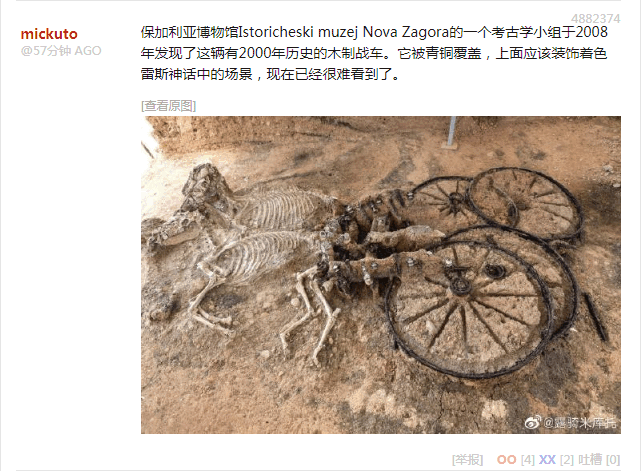 4882374
mickuto
@57分钟 AGO
保加利亚博物馆Istoricheski muzej Nova Zagora的一个考古学小组于2008
年发现了这辆有2000年历史的木制战车。它被青铜覆盖，上面应该装饰着色
雷斯神话中的场景，现在已经很难看到了。
[查看原图]
@骠骑米库托
[举报] OO [4] XX [2] 吐槽 [0]